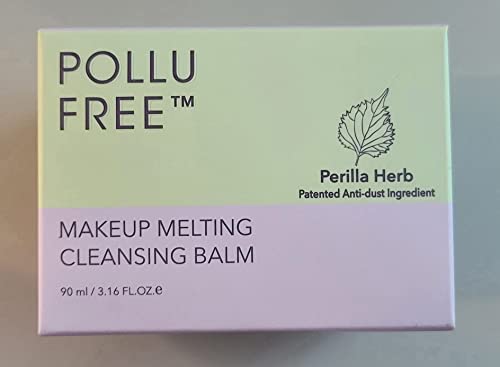 POLLU
FREE™
Perilla Herb
Patented Anti-dust Ingredient
MAKEUP MELTING
CLEANSING BALM
90 ml / 3.16 FL.OZ.e